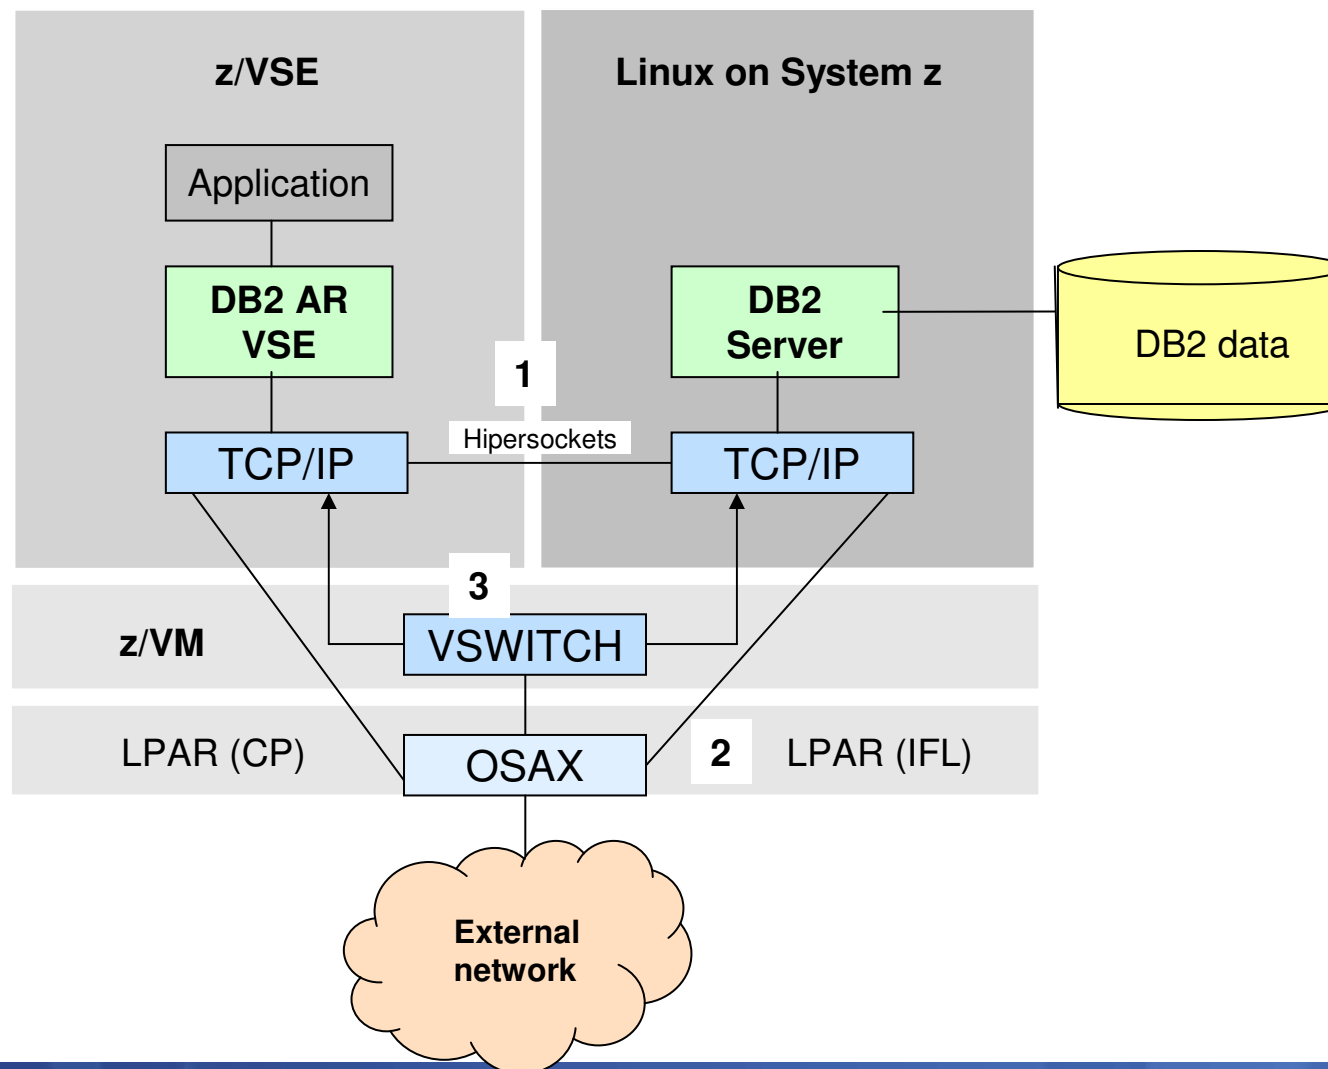 z/VSE
Linux on System z
Application
DB2 AR
VSE
DB2
Server
DB2 data
1
Hipersockets
TCP/IP
TCP/IP
3
z/VM
VSWITCH
LPAR (CP)
OSAX
2
LPAR (IFL)
External
network